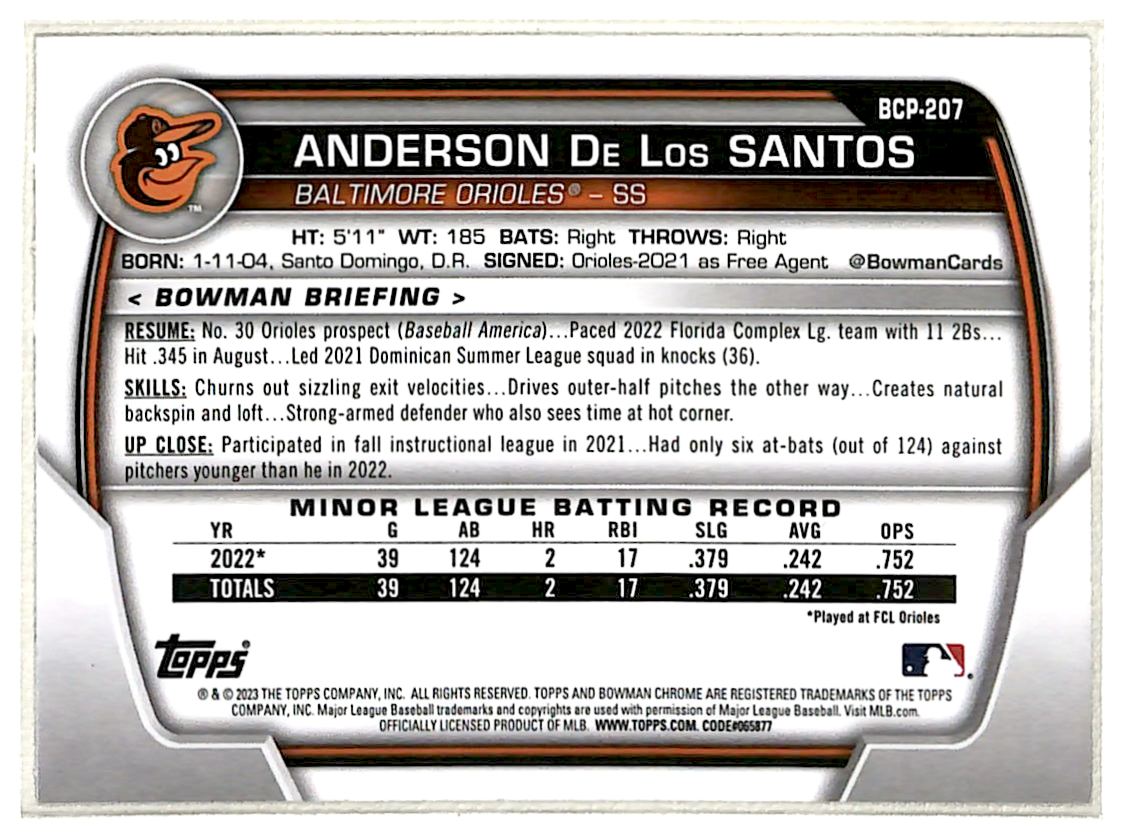 BCP-207
ANDERSON DE LOS SANTOS
BALTIMORE ORIOLES® – SS
HT: 5'11" WT: 185 BATS: Right THROWS: Right
BORN: 1-11-04, Santo Domingo, D.R. SIGNED: Orioles-2021 as Free Agent @BowmanCards
< BOWMAN BRIEFING >
RESUME: No. 30 Orioles prospect (Baseball America)...Paced 2022 Florida Complex Lg. team with 11 2Bs...
Hit .345 in August...Led 2021 Dominican Summer League squad in knocks (36).
SKILLS: Churns out sizzling exit velocities...Drives outer-half pitches the other way...Creates natural
backspin and loft...Strong-armed defender who also sees time at hot corner.
UP CLOSE: Participated in fall instructional league in 2021...Had only six at-bats (out of 124) against
pitchers younger than he in 2022.
MINOR LEAGUE BATTING RECORD
YR G AB HR RBI SLG AVG OPS
2022* 39 124 2 17 .379 .242 .752
TOTALS 39 124 2 17 .379 .242 .752
*Played at FCL Orioles
Topps®
® & © 2023 THE TOPPS COMPANY, INC. ALL RIGHTS RESERVED. TOPPS AND BOWMAN CHROME ARE REGISTERED TRADEMARKS OF THE TOPPS
COMPANY, INC. Major League Baseball trademarks and copyrights are used with permission of Major League Baseball. Visit MLB.com.
OFFICIALLY LICENSED PRODUCT OF MLB. WWW.TOPPS.COM. CODE#065877